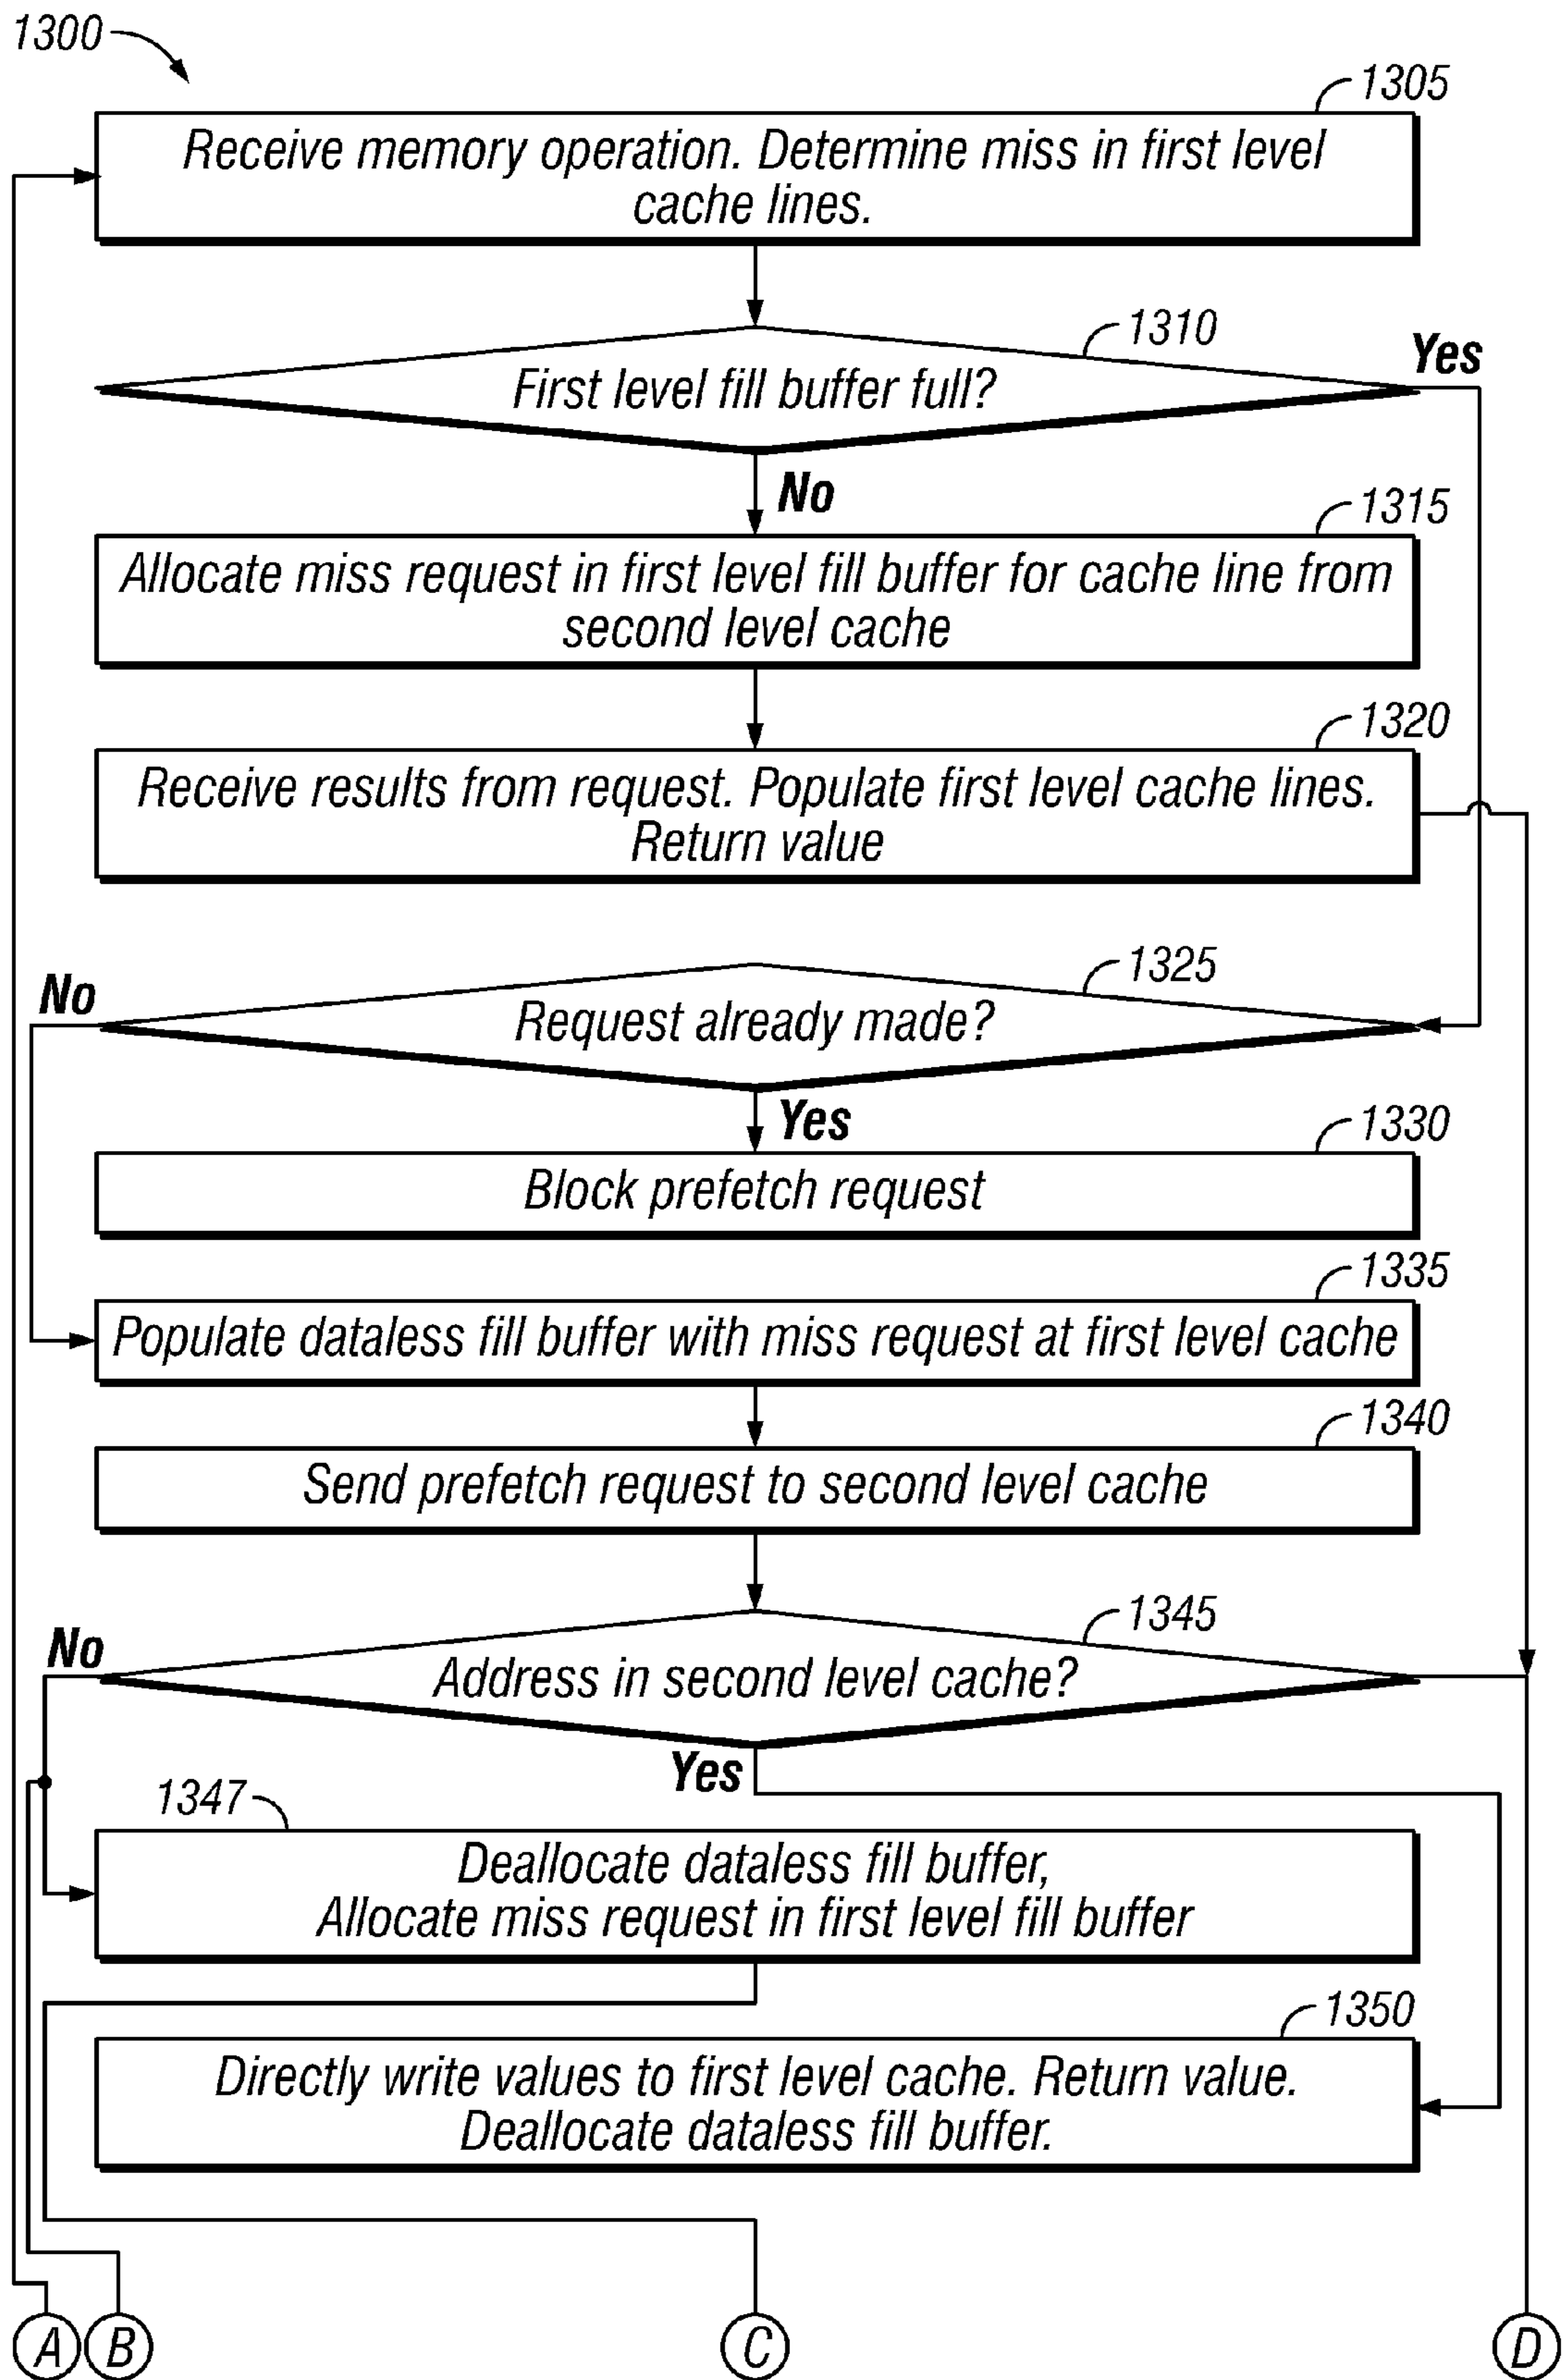 1300
1305
Receive memory operation. Determine miss in first level
cache lines.
1310
Yes
First level fill buffer full?
No
1315
Allocate miss request in first level fill buffer for cache line from
second level cache
1320
Receive results from request. Populate first level cache lines.
Return value
1325
No
Request already made?
Yes
1330
Block prefetch request
1335
Populate dataless fill buffer with miss request at first level cache
1340
Send prefetch request to second level cache
1345
No
Address in second level cache?
Yes
1347
Deallocate dataless fill buffer,
Allocate miss request in first level fill buffer
1350
Directly write values to first level cache. Return value.
Deallocate dataless fill buffer.
A B C D